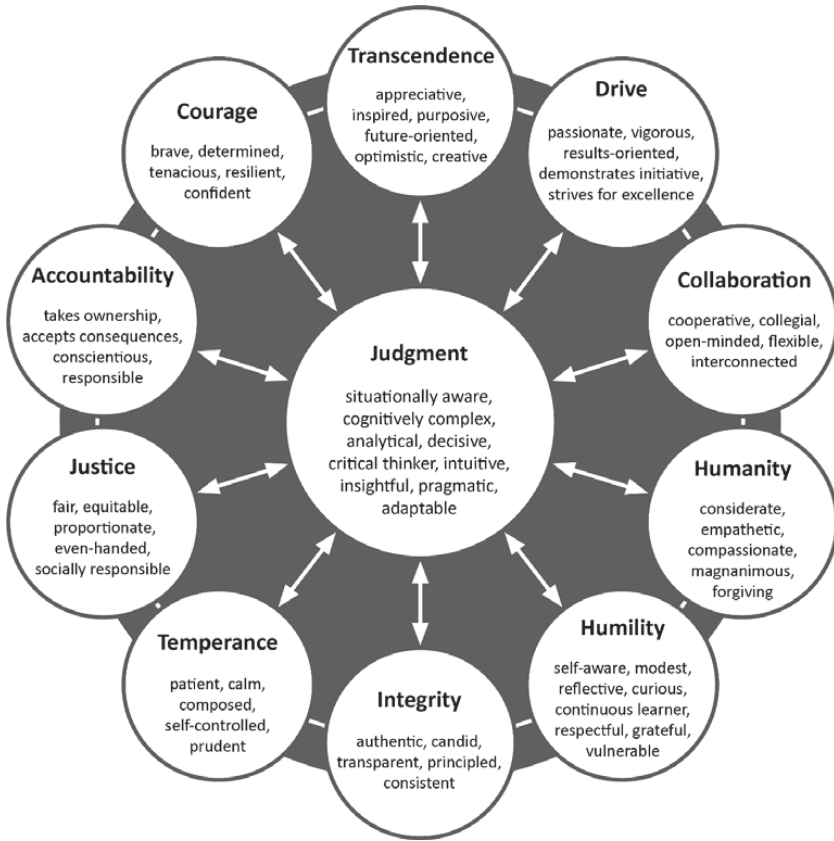 Transcendence
appreciative,
inspired, purposive,
future-oriented,
optimistic, creative
Drive
passionate, vigorous,
results-oriented,
demonstrates initiative,
strives for excellence
Collaboration
cooperative, collegial,
open-minded, flexible,
interconnected
Humanity
considerate,
empathetic,
compassionate,
magnanimous,
forgiving
Humility
self-aware, modest,
reflective, curious,
continuous learner,
respectful, grateful,
vulnerable
Integrity
authentic, candid,
transparent, principled,
consistent
Temperance
patient, calm,
composed,
self-controlled,
prudent
Justice
fair, equitable,
proportionate,
even-handed,
socially responsible
Accountability
takes ownership,
accepts consequences,
conscientious,
responsible
Courage
brave, determined,
tenacious, resilient,
confident
Judgment
situationally aware,
cognitively complex,
analytical, decisive,
critical thinker, intuitive,
insightful, pragmatic,
adaptable